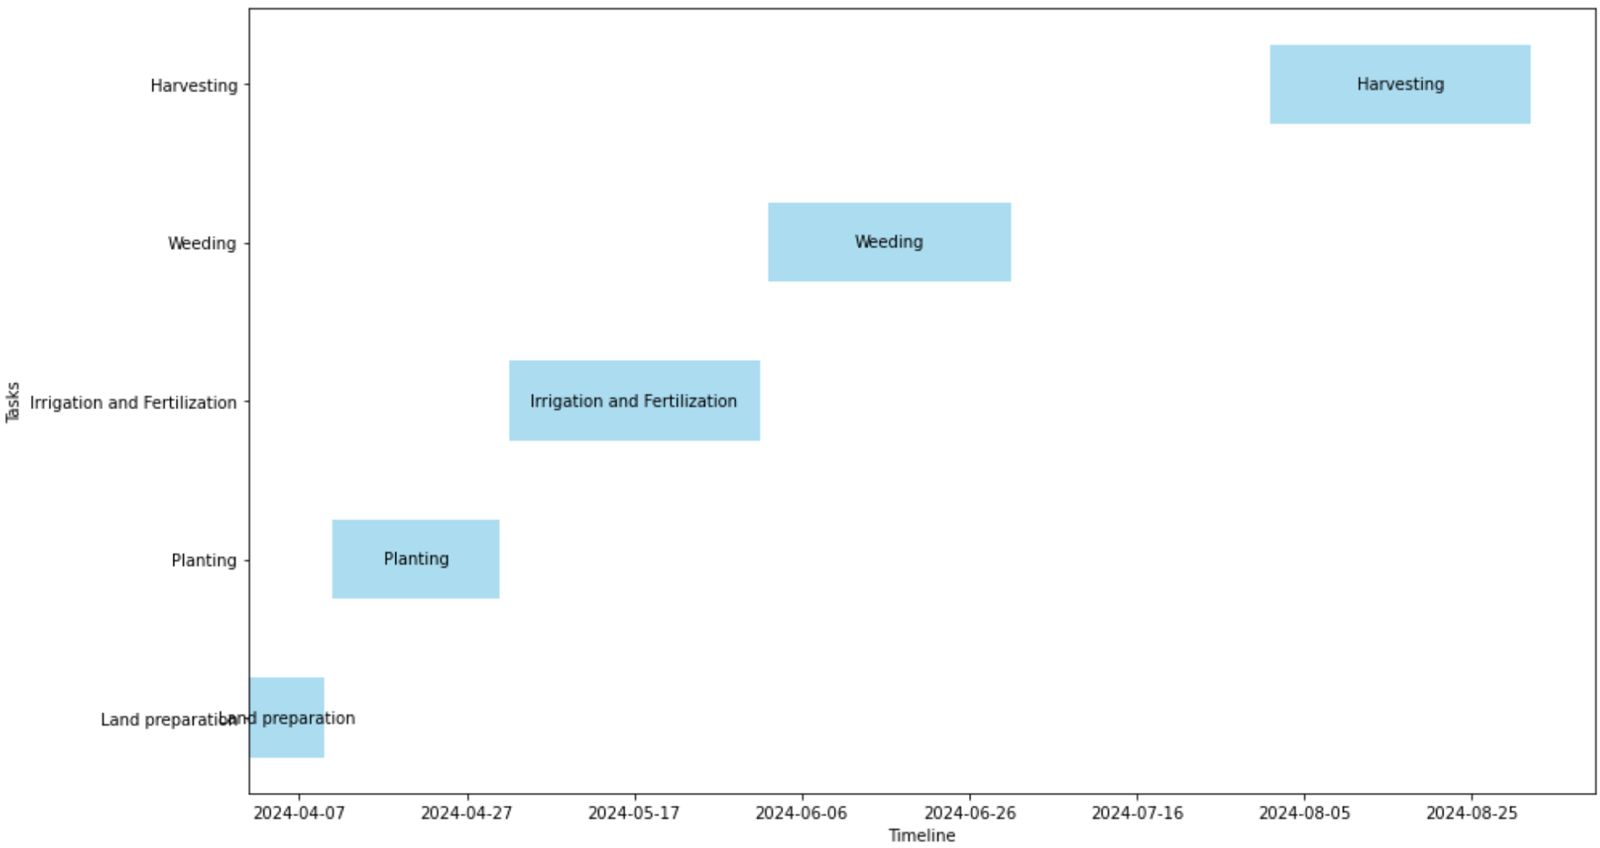 Harvesting
Harvesting
Weeding
Weeding
Tasks
Irrigation and Fertilization
Irrigation and Fertilization
Planting
Planting
Land preparation
Land preparation
2024-04-07 2024-04-27 2024-05-17 2024-06-06 2024-06-26 2024-07-16 2024-08-05 2024-08-25
Timeline